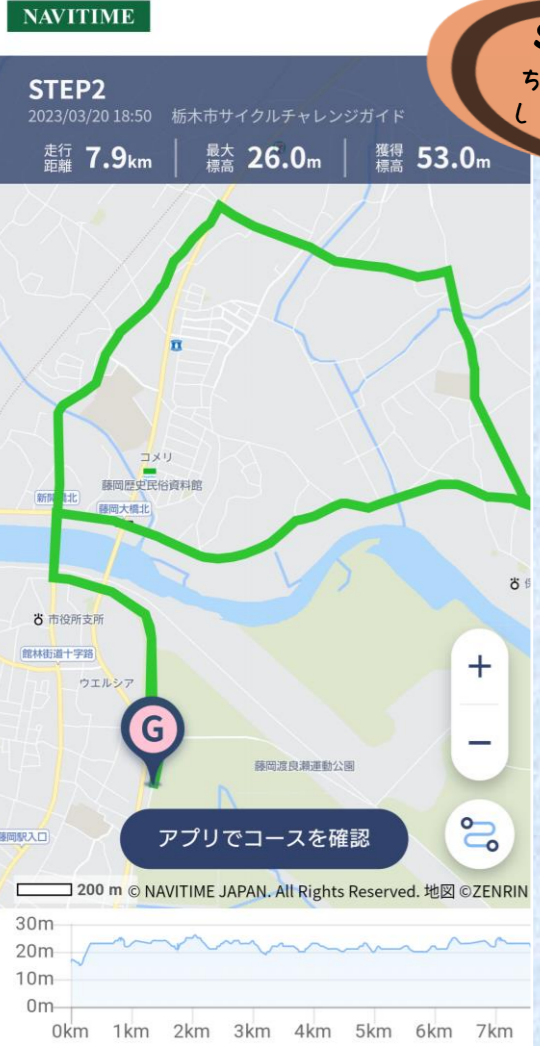 NAVITIME
S
ち
し
STEP2
2023/03/20 18:50 栃木市サイクルチャレンジガイド
走行距離 7.9km
最大標高 26.0m
獲得標高 53.0m
コメリ
藤岡歴史民俗資料館
新開橋北
藤岡大橋北
市役所支所
館林街道十字路
ウエルシア
G
+
−
藤岡渡良瀬運動公園
藤岡駅入口
アプリでコースを確認
200 m © NAVITIME JAPAN. All Rights Reserved. 地図 ©ZENRIN
30m
20m
10m
0m
0km 1km 2km 3km 4km 5km 6km 7km